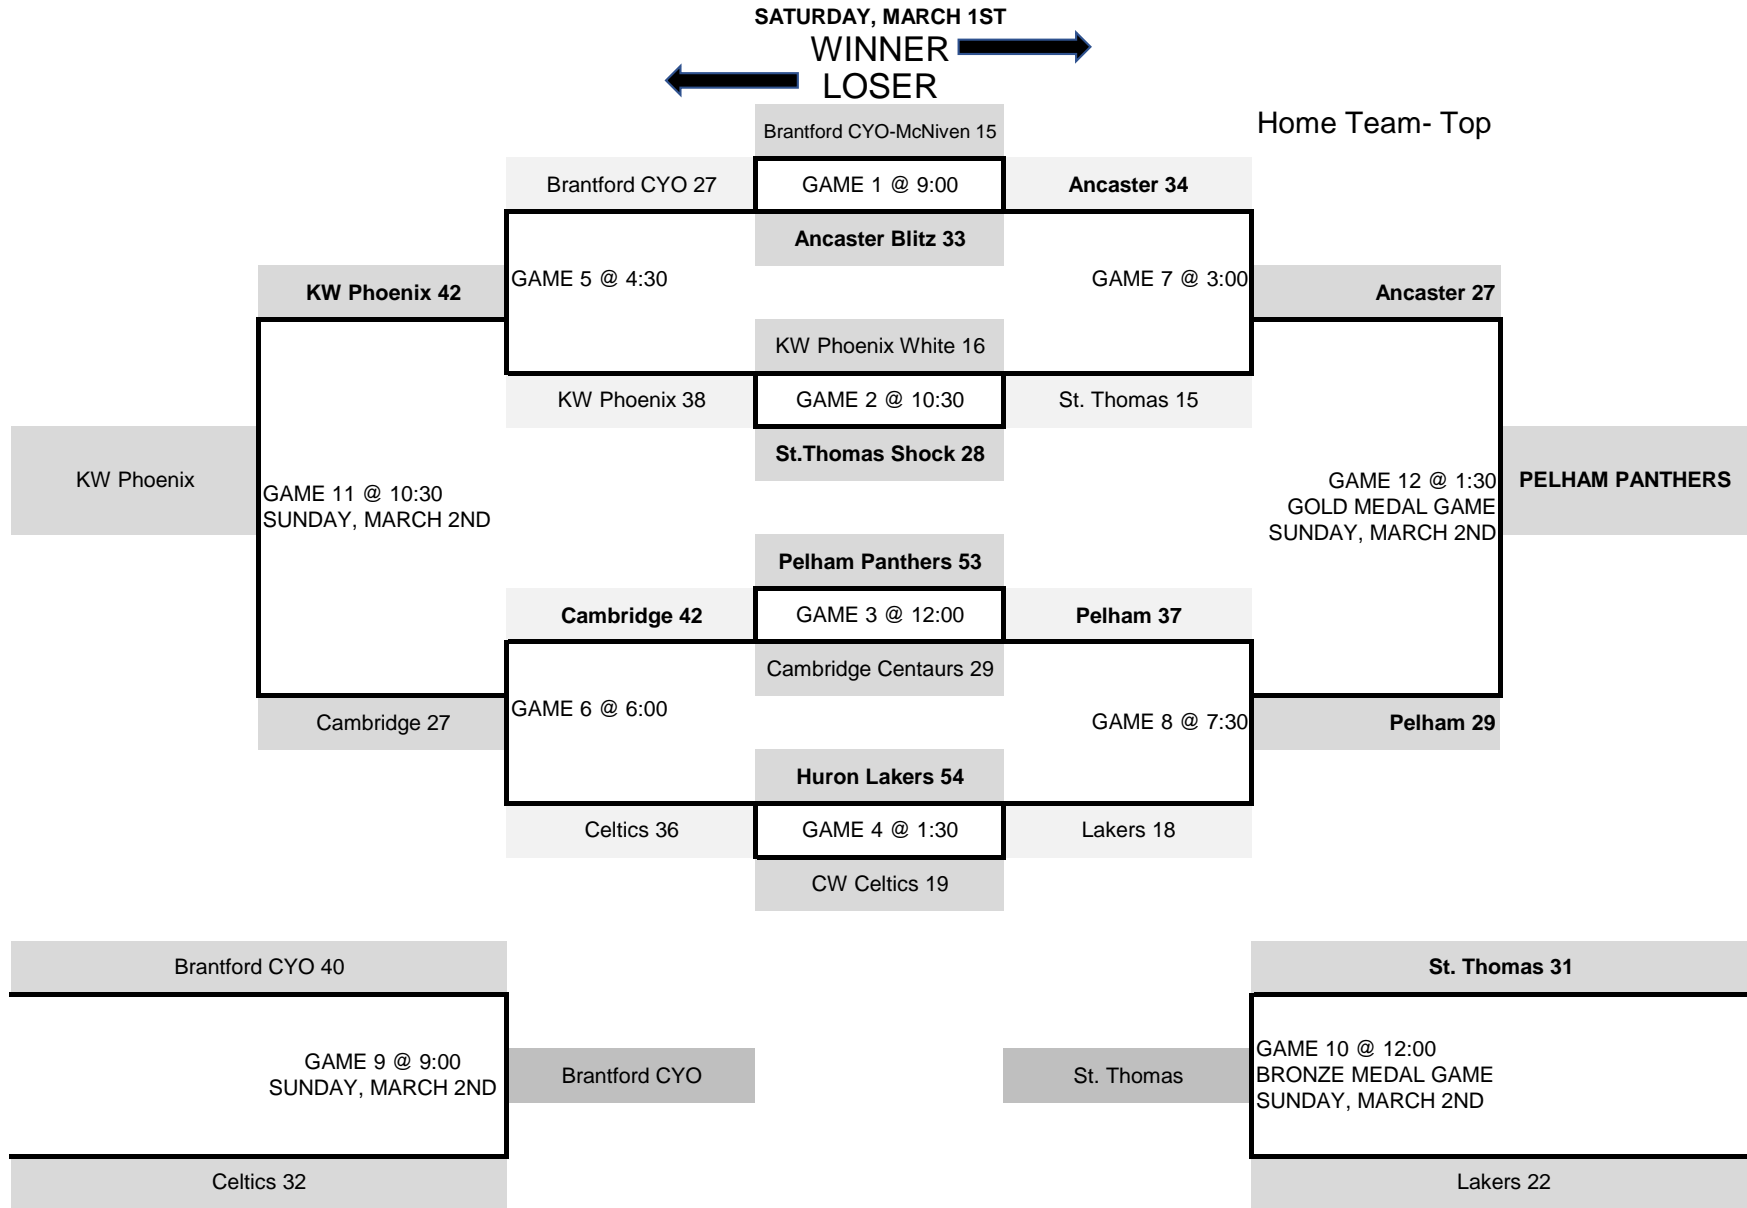 SATURDAY, MARCH 1ST
WINNER
LOSER
Brantford CYO-McNiven 15
Home Team- Top
Brantford CYO 27
GAME 1 @ 9:00
Ancaster 34
Ancaster Blitz 33
GAME 5 @ 4:30
GAME 7 @ 3:00
KW Phoenix 42
Ancaster 27
KW Phoenix White 16
KW Phoenix 38
GAME 2 @ 10:30
St. Thomas 15
St.Thomas Shock 28
KW Phoenix
GAME 11 @ 10:30
SUNDAY, MARCH 2ND
GAME 12 @ 1:30
GOLD MEDAL GAME
SUNDAY, MARCH 2ND
PELHAM PANTHERS
Pelham Panthers 53
Cambridge 42
GAME 3 @ 12:00
Pelham 37
Cambridge Centaurs 29
GAME 6 @ 6:00
GAME 8 @ 7:30
Cambridge 27
Pelham 29
Huron Lakers 54
Celtics 36
GAME 4 @ 1:30
Lakers 18
CW Celtics 19
Brantford CYO 40
St. Thomas 31
GAME 9 @ 9:00
SUNDAY, MARCH 2ND
Brantford CYO
St. Thomas
GAME 10 @ 12:00
BRONZE MEDAL GAME
SUNDAY, MARCH 2ND
Celtics 32
Lakers 22